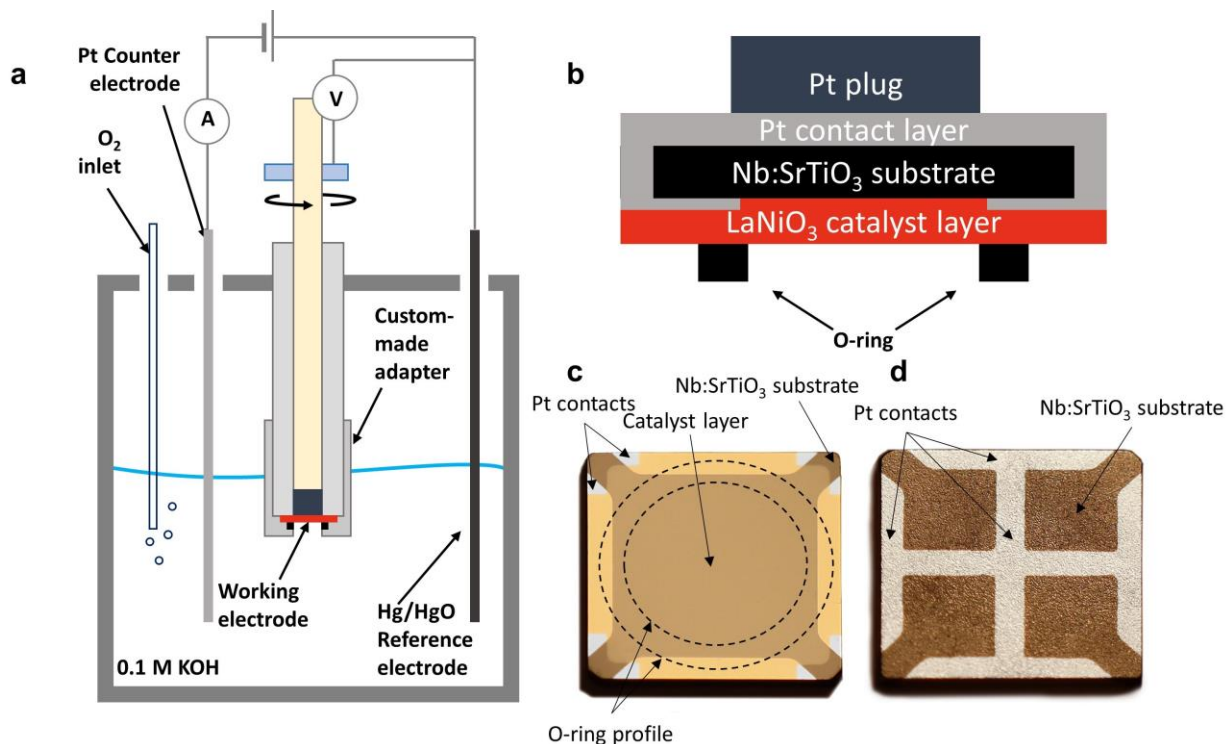 a
Pt Counter
electrode
A
V
O₂
inlet
Custom-
made
adapter
Working
electrode
Hg/HgO
Reference
electrode
0.1 M KOH
b
Pt plug
Pt contact layer
Nb:SrTiO₃ substrate
LaNiO₃ catalyst layer
O-ring
c
Nb:SrTiO₃ substrate
Pt contacts
Catalyst layer
O-ring profile
d
Nb:SrTiO₃ substrate
Pt contacts